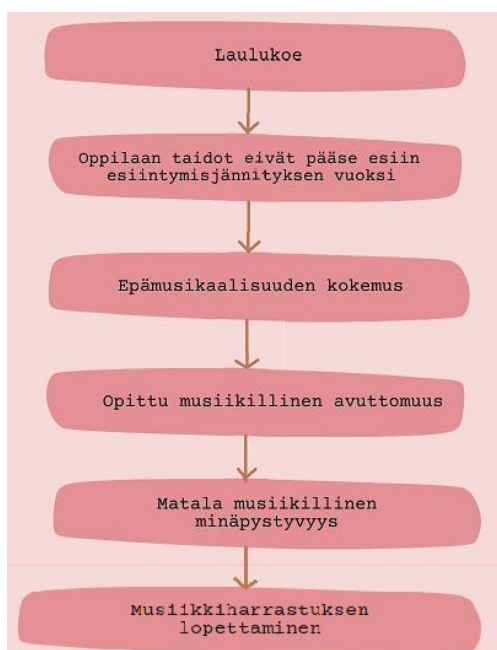 Laulukoe
Oppilaan taidot eivät pääse esiin
esiintymisjännityksen vuoksi
Epämusikaalisuuden kokemus
Opittu musiikillinen avuttomuus
Matala musiikillinen
minäpystyvyys
Musiikkiharrastuksen
lopettaminen